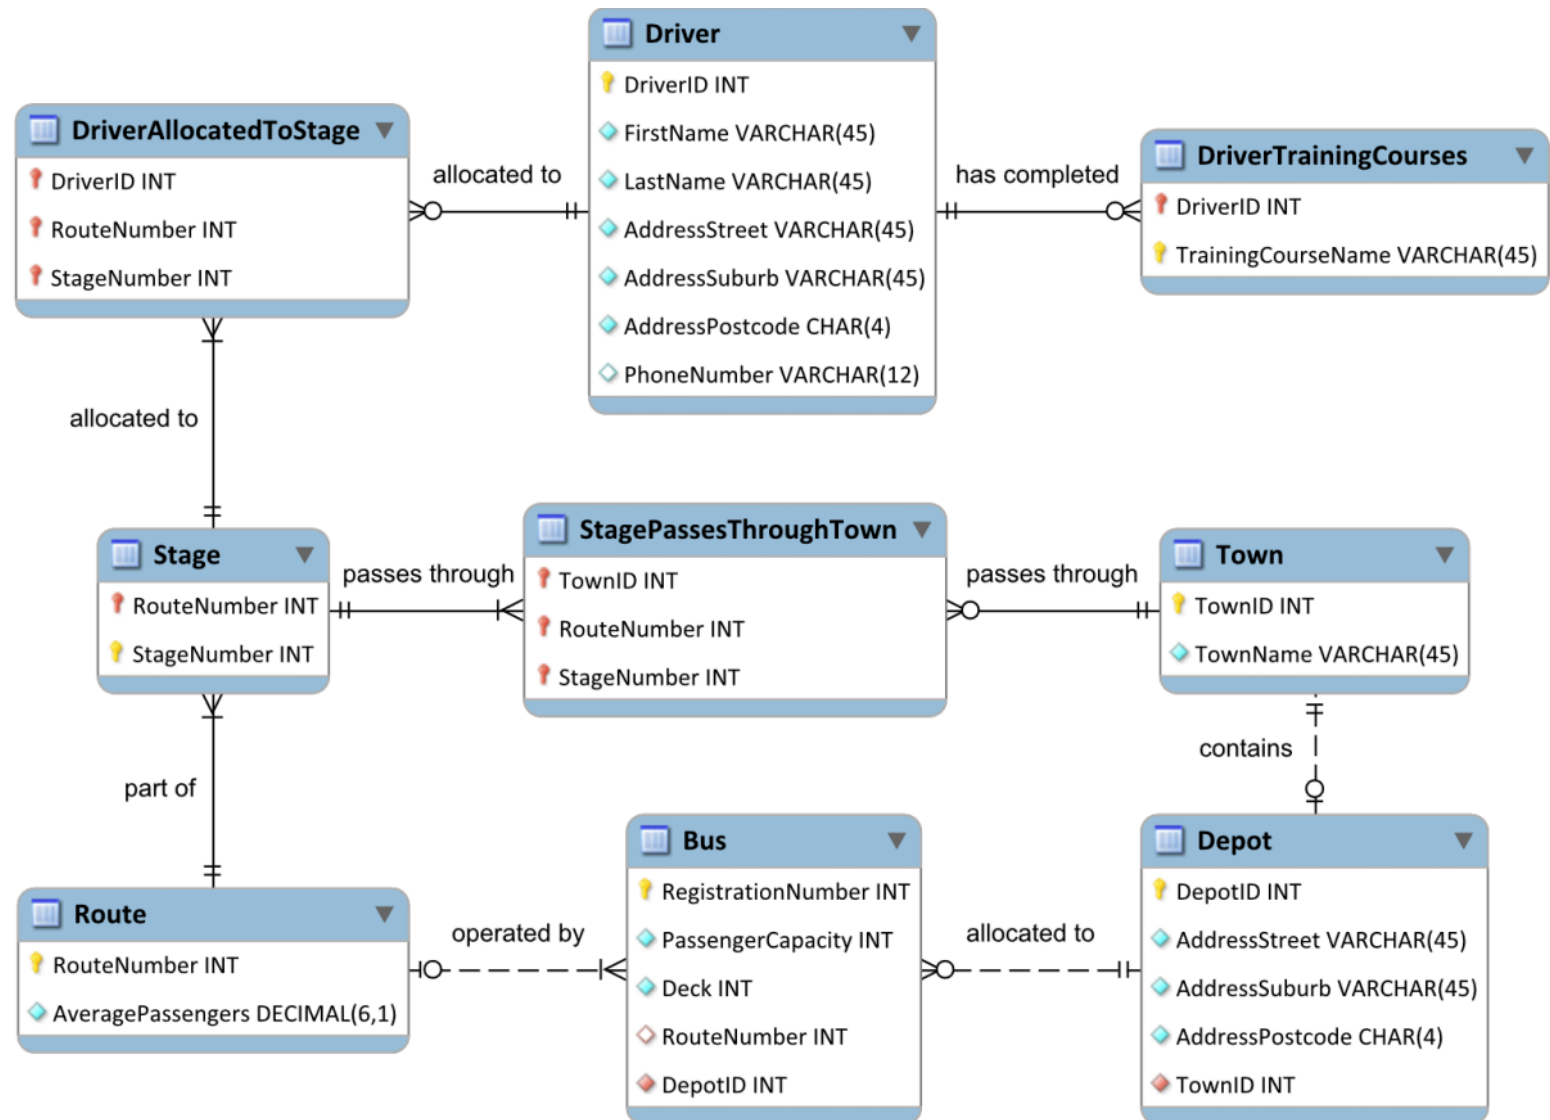 Driver
DriverID INT
FirstName VARCHAR(45)
LastName VARCHAR(45)
AddressStreet VARCHAR(45)
AddressSuburb VARCHAR(45)
AddressPostcode CHAR(4)
PhoneNumber VARCHAR(12)
DriverAllocatedToStage
DriverID INT
RouteNumber INT
StageNumber INT
allocated to
has completed
DriverTrainingCourses
DriverID INT
TrainingCourseName VARCHAR(45)
allocated to
Stage
RouteNumber INT
StageNumber INT
passes through
StagePassesThroughTown
TownID INT
RouteNumber INT
StageNumber INT
passes through
Town
TownID INT
TownName VARCHAR(45)
part of
contains
Route
RouteNumber INT
AveragePassengers DECIMAL(6,1)
operated by
Bus
RegistrationNumber INT
PassengerCapacity INT
Deck INT
RouteNumber INT
DepotID INT
allocated to
Depot
DepotID INT
AddressStreet VARCHAR(45)
AddressSuburb VARCHAR(45)
AddressPostcode CHAR(4)
TownID INT